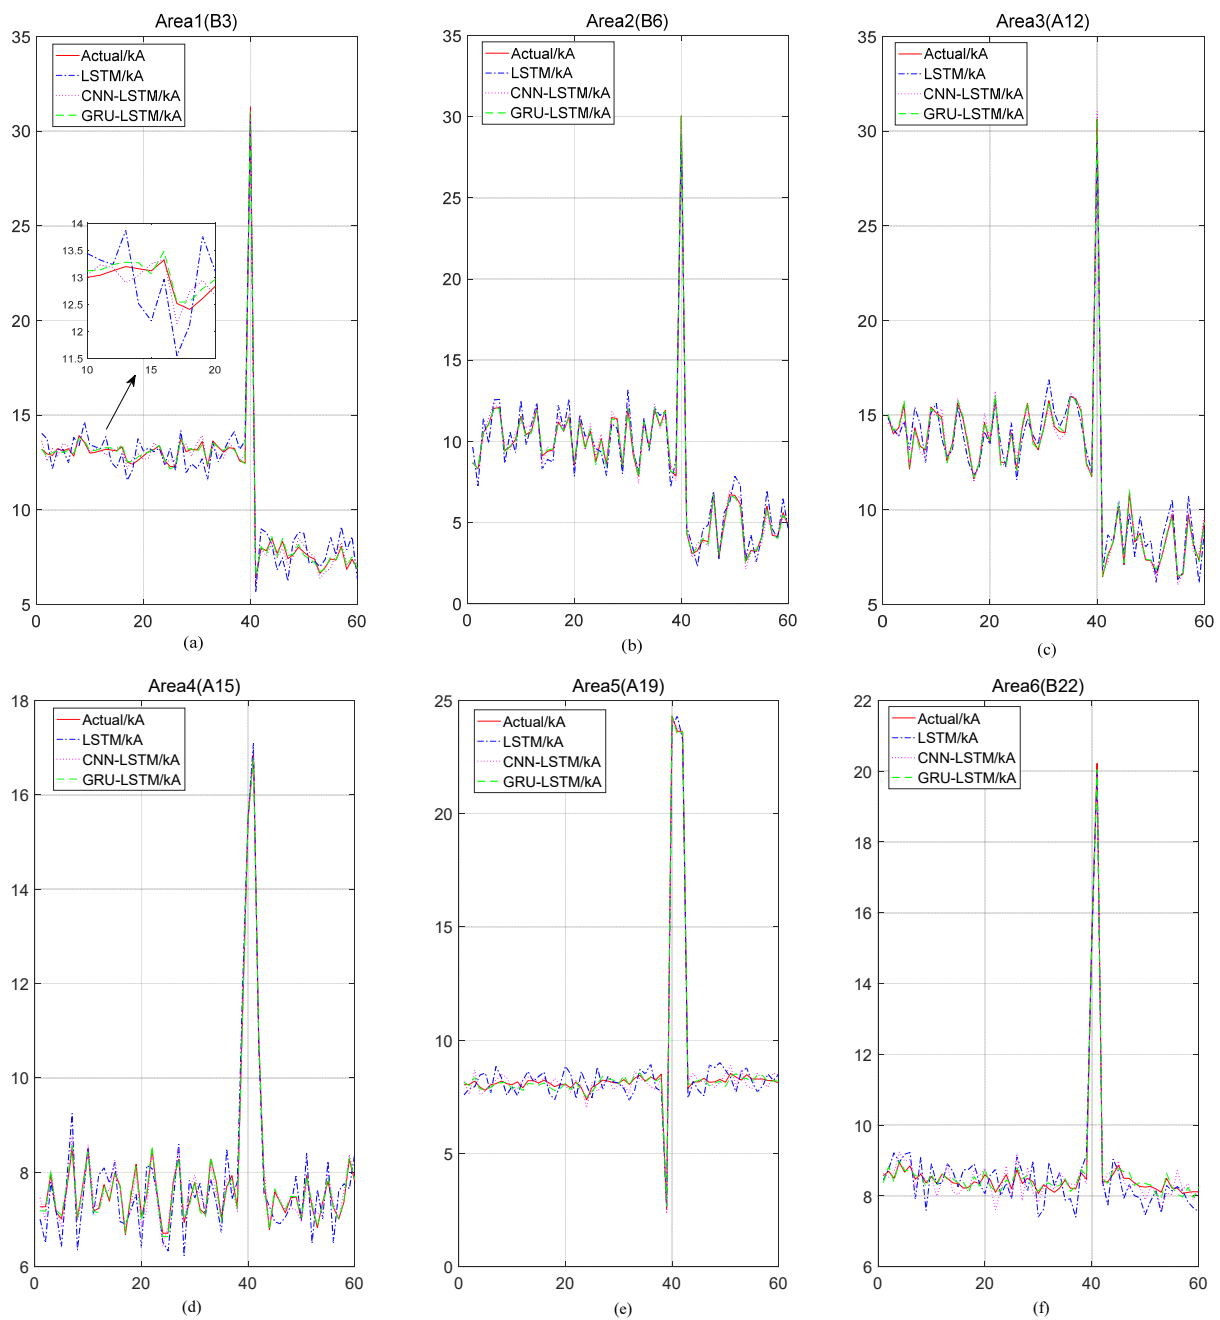 Area1(B3)
35
30
25
20
15
10
5
0
20
40
60
Actual/kA
LSTM/kA
CNN-LSTM/kA
GRU-LSTM/kA
14
13.5
13
12.5
12
11.5
10
15
20
(a)
Area2(B6)
35
30
25
20
15
10
5
0
0
20
40
60
Actual/kA
LSTM/kA
CNN-LSTM/kA
GRU-LSTM/kA
(b)
Area3(A12)
35
30
25
20
15
10
5
0
20
40
60
Actual/kA
LSTM/kA
CNN-LSTM/kA
GRU-LSTM/kA
(c)
Area4(A15)
18
16
14
12
10
8
6
0
20
40
60
Actual/kA
LSTM/kA
CNN-LSTM/kA
GRU-LSTM/kA
(d)
Area5(A19)
25
20
15
10
5
0
0
20
40
60
Actual/kA
LSTM/kA
CNN-LSTM/kA
GRU-LSTM/kA
(e)
Area6(B22)
22
20
18
16
14
12
10
8
6
0
20
40
60
Actual/kA
LSTM/kA
CNN-LSTM/kA
GRU-LSTM/kA
(f)